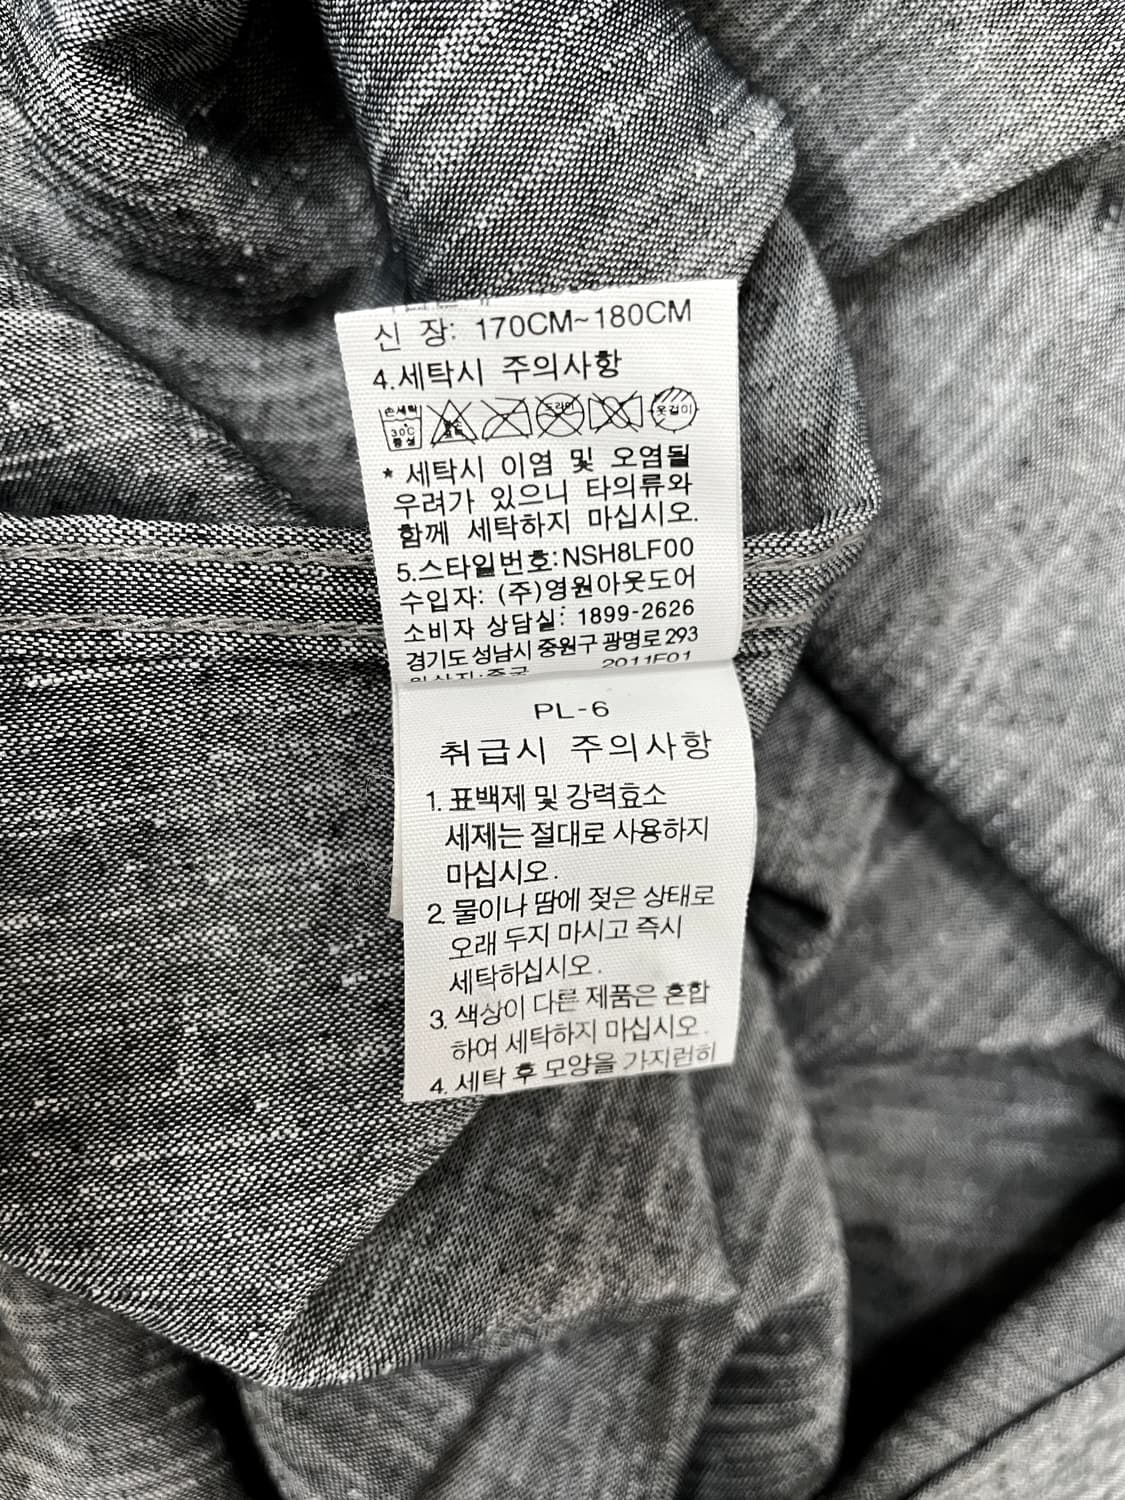 신 장: 170CM~180CM
4.세탁시 주의사항
손세탁 30℃ 중성 드라이 옷걸이
* 세탁시 이염 및 오염될
우려가 있으니 타의류와
함께 세탁하지 마십시오.
5.스타일번호:NSH8LF00
수입자: (주)영원아웃도어
소비자 상담실: 1899-2626
경기도 성남시 중원구 광명로 293
원산지:중국 2011F01
PL-6
취급시 주의사항
1. 표백제 및 강력효소
세제는 절대로 사용하지
마십시오.
2. 물이나 땀에 젖은 상태로
오래 두지 마시고 즉시
세탁하십시오.
3. 색상이 다른 제품은 혼합
하여 세탁하지 마십시오.
4. 세탁 후 모양을 가지런히